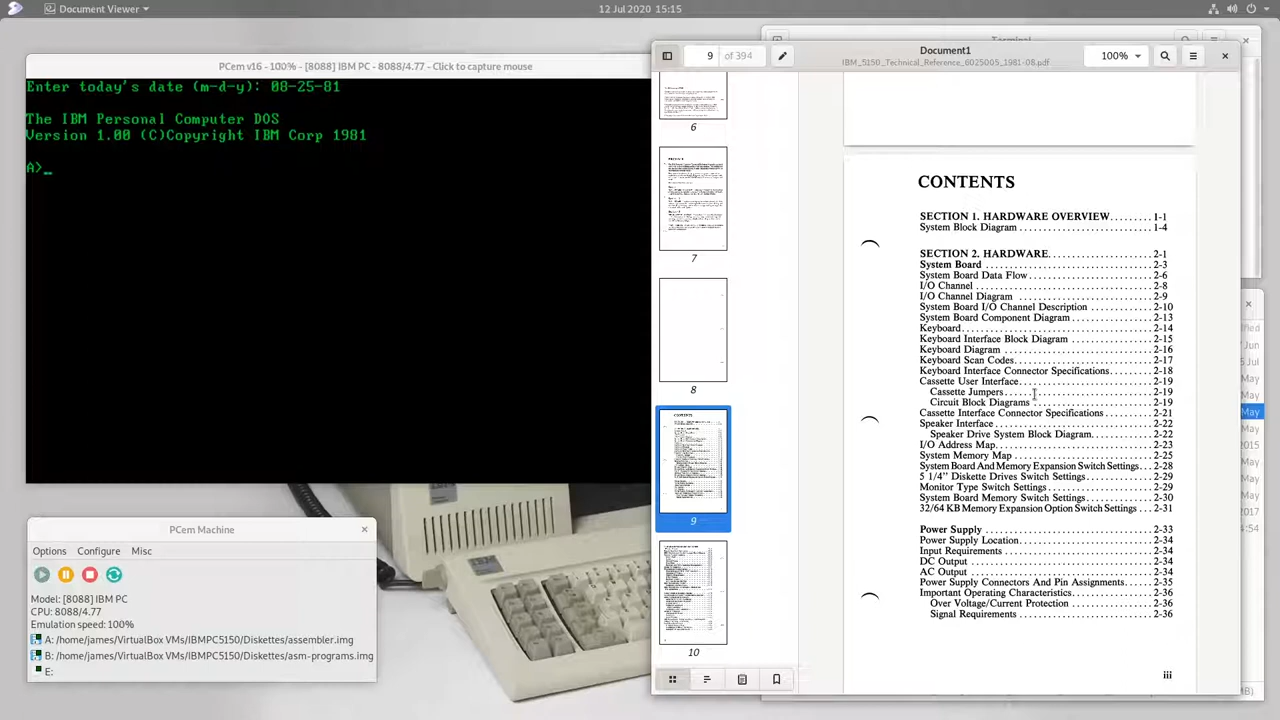 Document Viewer
12 Jul 2020 15:15
Terminal
PCem v16 - 100% - [8088] IBM PC - 8088/4.77 - Click to capture mouse
Enter today's date (m-d-y): 08-25-81
The IBM Personal Computer DOS
Version 1.00 (C)Copyright IBM Corp 1981
A>_
PCem Machine
Options Configure Misc
Model: [8088] IBM PC
CPU: 8088/4.77
Emulation speed: 100%
A: /home/james/VirtualBox VMs/IBMPC5150/Diskettes/assembler.img
B: /home/james/VirtualBox VMs/IBMPC5150/Diskettes/asm-programs.img
E:
9 of 394
Document1
IBM_5150_Technical_Reference_6025005_1981-08.pdf
100%
6
7
8
CONTENTS
9
10
CONTENTS
SECTION 1. HARDWARE OVERVIEW......... 1-1
System Block Diagram ........................ 1-4
SECTION 2. HARDWARE.................... 2-1
System Board ............................... 2-3
System Board Data Flow....................... 2-6
I/O Channel ................................. 2-8
I/O Channel Diagram .......................... 2-9
System Board I/O Channel Description ........... 2-10
System Board Component Diagram .............. 2-13
Keyboard.................................... 2-14
Keyboard Interface Block Diagram ............... 2-15
Keyboard Diagram ............................ 2-16
Keyboard Scan Codes.......................... 2-17
Keyboard Interface Connector Specifications........ 2-18
Cassette User Interface......................... 2-19
Cassette Jumpers............................ 2-19
Circuit Block Diagrams ....................... 2-19
Cassette Interface Connector Specifications ......... 2-21
Speaker Interface ............................. 2-22
Speaker Drive System Block Diagram............ 2-22
I/O Address Map.............................. 2-23
System Memory Map .......................... 2-25
System Board And Memory Expansion Switch Settings... 2-28
5 1/4” Diskette Drives Switch Settings............. 2-29
Monitor Type Switch Settings.................... 2-29
System Board Memory Switch Settings............. 2-30
32/64 KB Memory Expansion Option Switch Settings ... 2-31
Power Supply ............................... 2-33
Power Supply Location......................... 2-34
Input Requirements ........................... 2-34
DC Output .................................. 2-34
AC Output .................................. 2-34
Power Supply Connectors And Pin Assignments...... 2-35
Important Operating Characteristics............... 2-36
Over Voltage/Current Protection ................ 2-36
Signal Requirements ......................... 2-36
iii
Jun
Jul
May
May
May
May
2015
May
May
2017
4:54